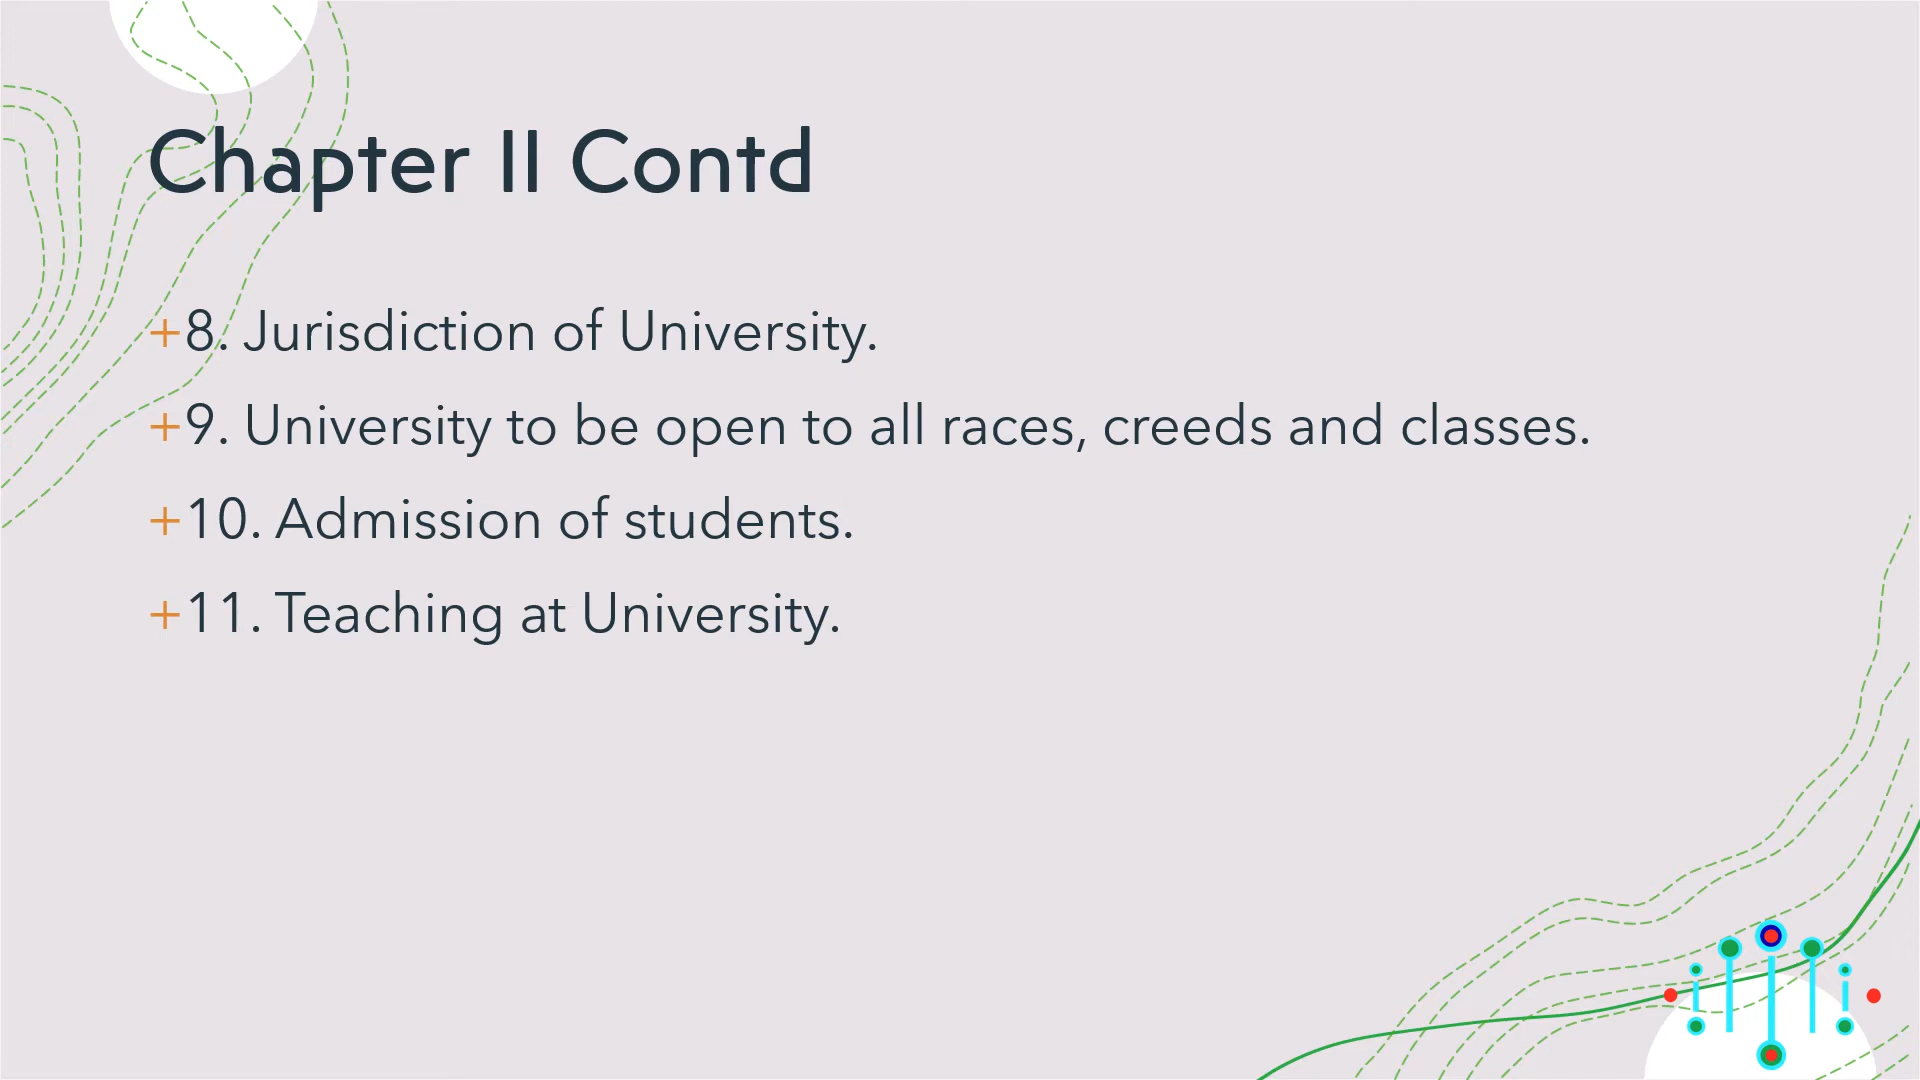 Chapter II Contd
+8. Jurisdiction of University.
+9. University to be open to all races, creeds and classes.
+10. Admission of students.
+11. Teaching at University.